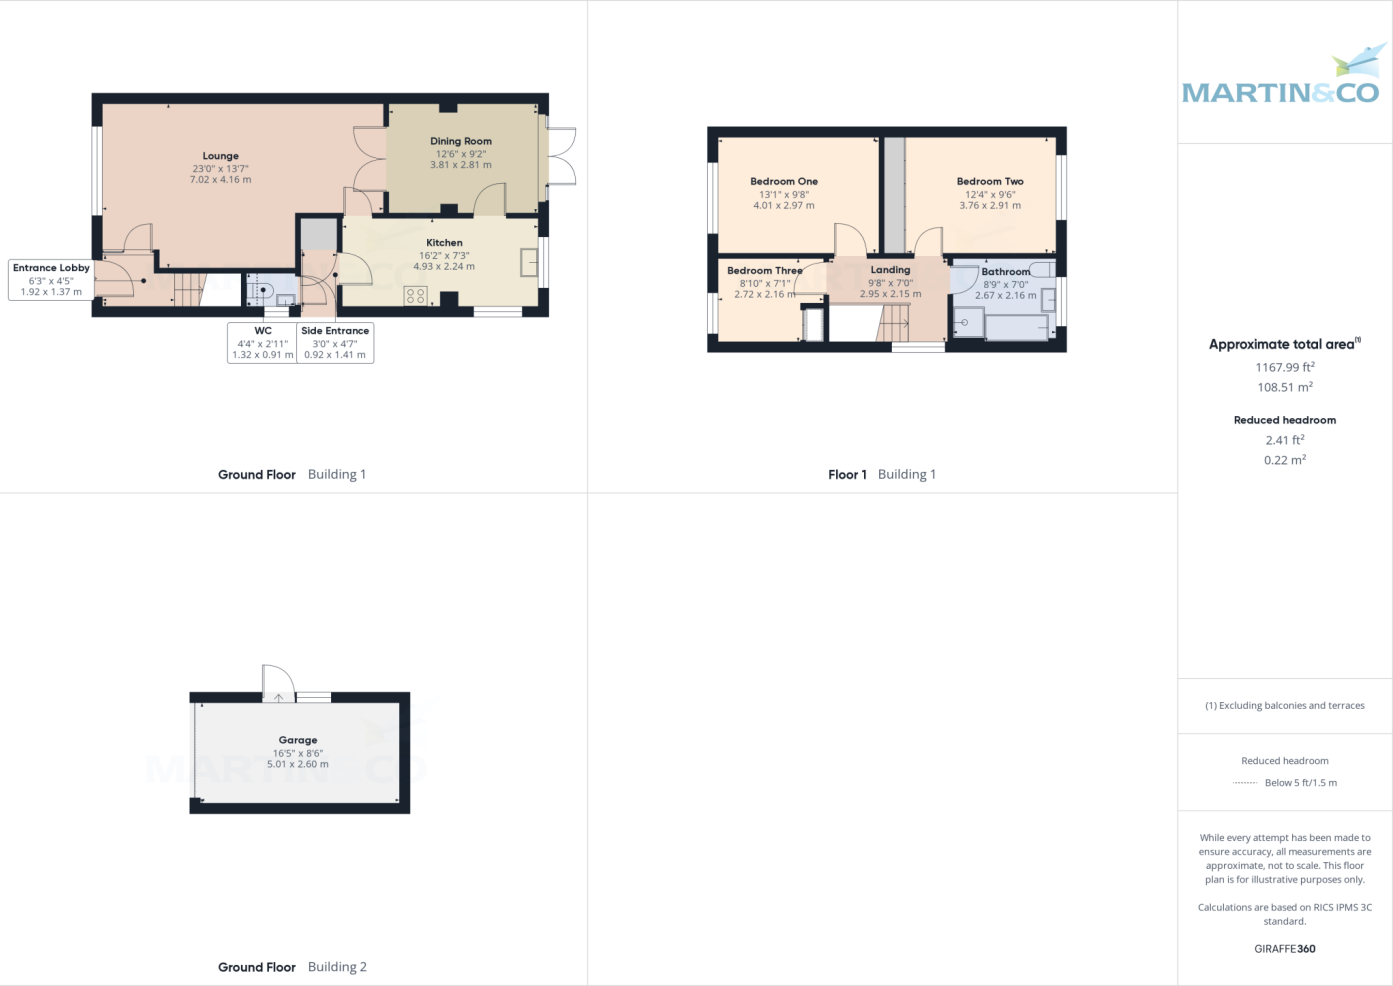 Lounge
23'0" x 13'7"
7.02 x 4.16 m
Dining Room
12'6" x 9'2"
3.81 x 2.81 m
Kitchen
16'2" x 7'3"
4.93 x 2.24 m
Entrance Lobby
6'3" x 4'5"
1.92 x 1.37 m
WC
4'4" x 2'11"
1.32 x 0.91 m
Side Entrance
3'0" x 4'7"
0.92 x 1.41 m
Ground Floor Building 1
Bedroom One
13'1" x 9'8"
4.01 x 2.97 m
Bedroom Two
12'4" x 9'6"
3.76 x 2.91 m
Bedroom Three
8'10" x 7'1"
2.72 x 2.16 m
Landing
9'8" x 7'0"
2.95 x 2.15 m
Bathroom
8'9" x 7'0"
2.67 x 2.16 m
Floor 1 Building 1
Garage
16'5" x 8'6"
5.01 x 2.60 m
MARTIN & CO
Ground Floor Building 2
MARTIN&CO
Approximate total area(1)
1167.99 ft²
108.51 m²
Reduced headroom
2.41 ft²
0.22 m²
(1) Excluding balconies and terraces
Reduced headroom
Below 5 ft/1.5 m
While every attempt has been made to
ensure accuracy, all measurements are
approximate, not to scale. This floor
plan is for illustrative purposes only.
Calculations are based on RICS IPMS 3C
standard.
GIRAFFE360